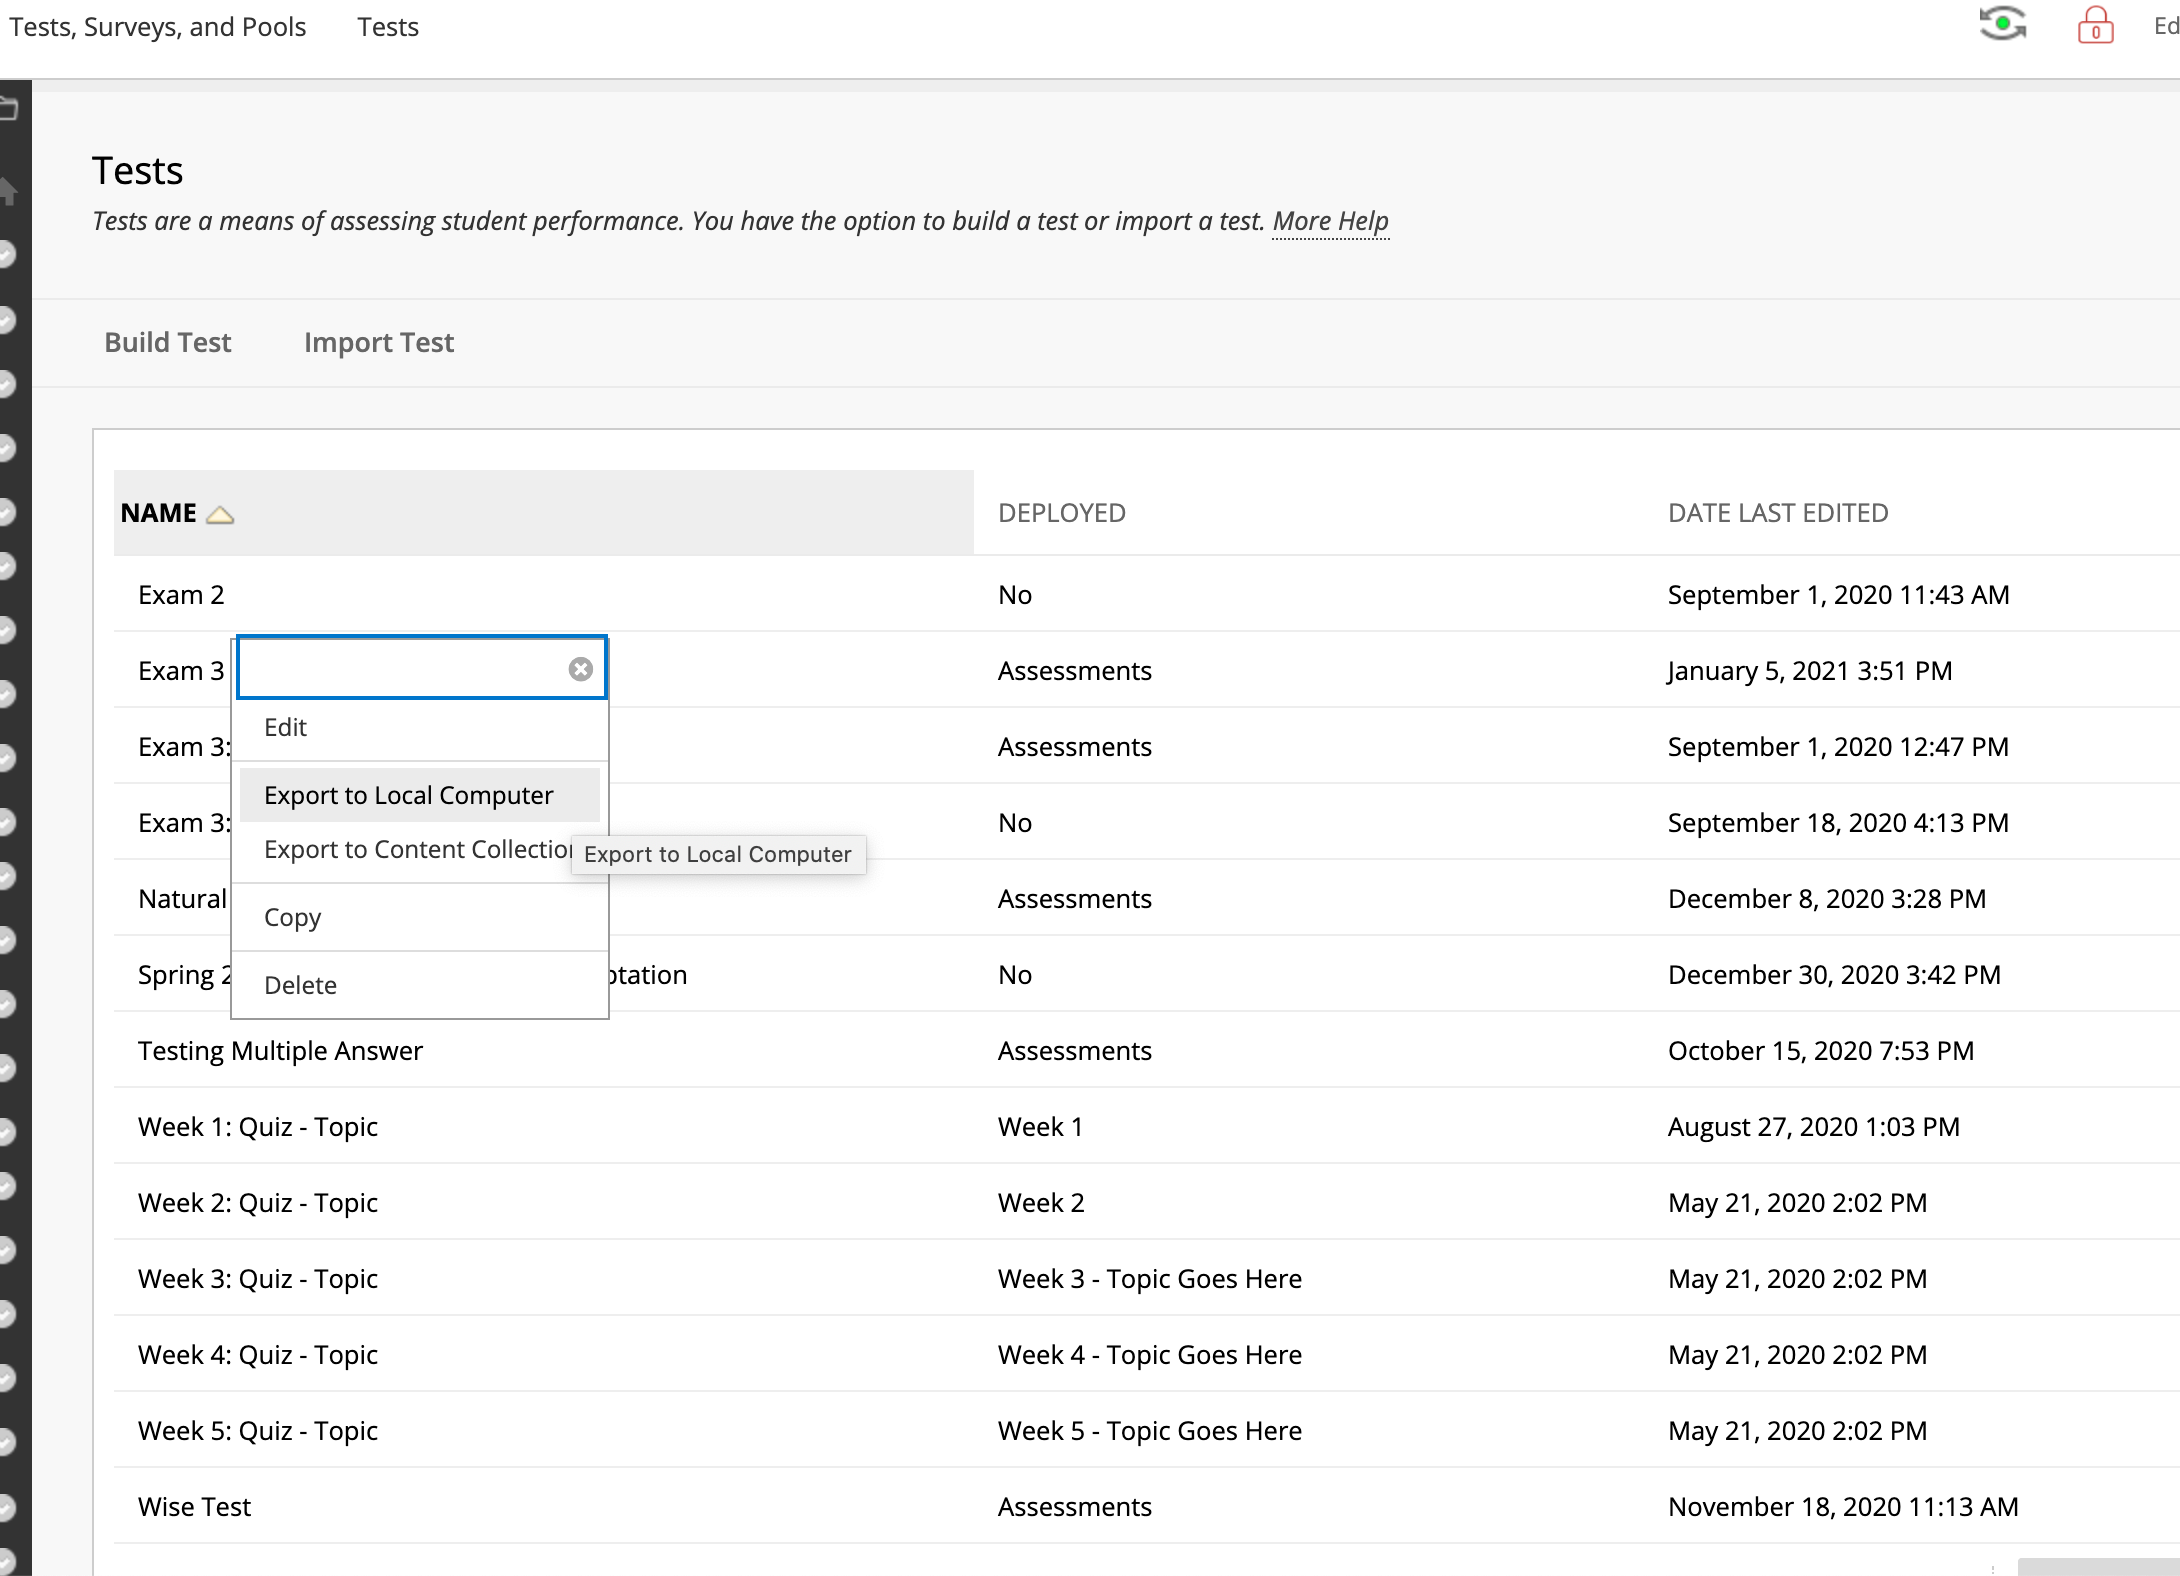 Tests, Surveys, and Pools Tests
0
Tests
Tests are a means of assessing student performance. You have the option to build a test or import a test. More Help
Build Test Import Test
NAME DEPLOYED DATE LAST EDITED
Exam 2 No September 1, 2020 11:43 AM
Exam 3 Assessments January 5, 2021 3:51 PM
Edit
Exam 3: Assessments September 1, 2020 12:47 PM
Export to Local Computer
Exam 3: No September 18, 2020 4:13 PM
Export to Content Collection
Export to Local Computer
Natural Assessments December 8, 2020 3:28 PM
Copy
Spring No December 30, 2020 3:42 PM
Delete
Testing Multiple Answer Assessments October 15, 2020 7:53 PM
Week 1: Quiz - Topic Week 1 August 27, 2020 1:03 PM
Week 2: Quiz - Topic Week 2 May 21, 2020 2:02 PM
Week 3: Quiz - Topic Week 3 - Topic Goes Here May 21, 2020 2:02 PM
Week 4: Quiz - Topic Week 4 - Topic Goes Here May 21, 2020 2:02 PM
Week 5: Quiz - Topic Week 5 - Topic Goes Here May 21, 2020 2:02 PM
Wise Test Assessments November 18, 2020 11:13 AM